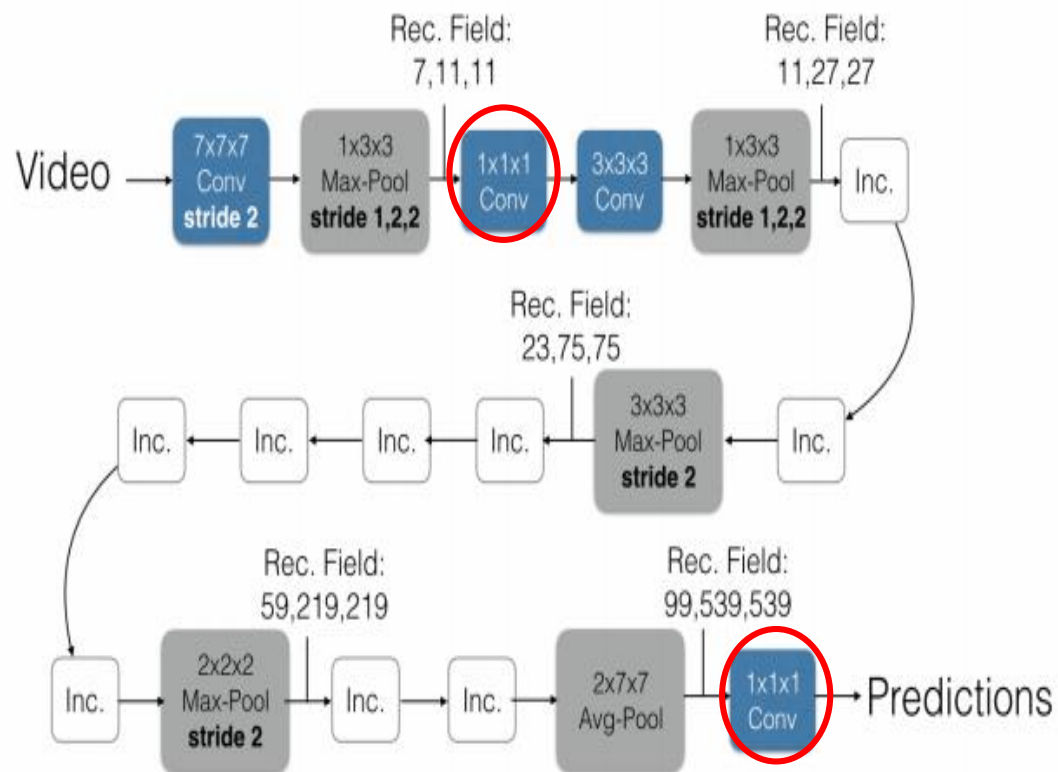 Rec. Field:
7,11,11
Rec. Field:
11,27,27
Video
7x7x7
Conv
stride 2
1x3x3
Max-Pool
stride 1,2,2
1x1x1
Conv
3x3x3
Conv
1x3x3
Max-Pool
stride 1,2,2
Inc.
Rec. Field:
23,75,75
Inc.
Inc.
Inc.
Inc.
3x3x3
Max-Pool
stride 2
Inc.
Rec. Field:
59,219,219
Rec. Field:
99,539,539
Inc.
2x2x2
Max-Pool
stride 2
Inc.
Inc.
2x7x7
Avg-Pool
1x1x1
Conv
Predictions